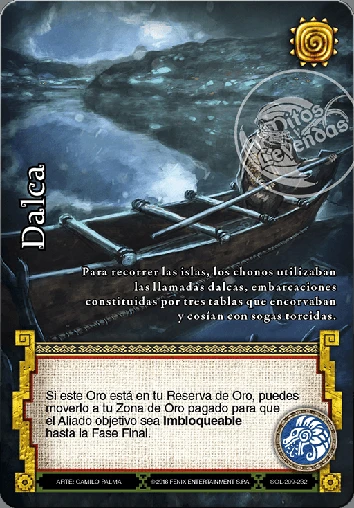 Mitos y
Leyendas
Dalca
Para recorrer las islas, los chonos utilizaban
las llamadas dalcas, embarcaciones
constituidas por tres tablas que encorvaban
y cosían con sogas torcidas.
Si este Oro está en tu Reserva de Oro, puedes
moverlo a tu Zona de Oro pagado para que
el Aliado objetivo sea Imbloqueable
hasta la Fase Final.
ARTE: CAMILO PALMA
©2018 FENIX ENTERTAINMENT S.P.A
SOL-209-232